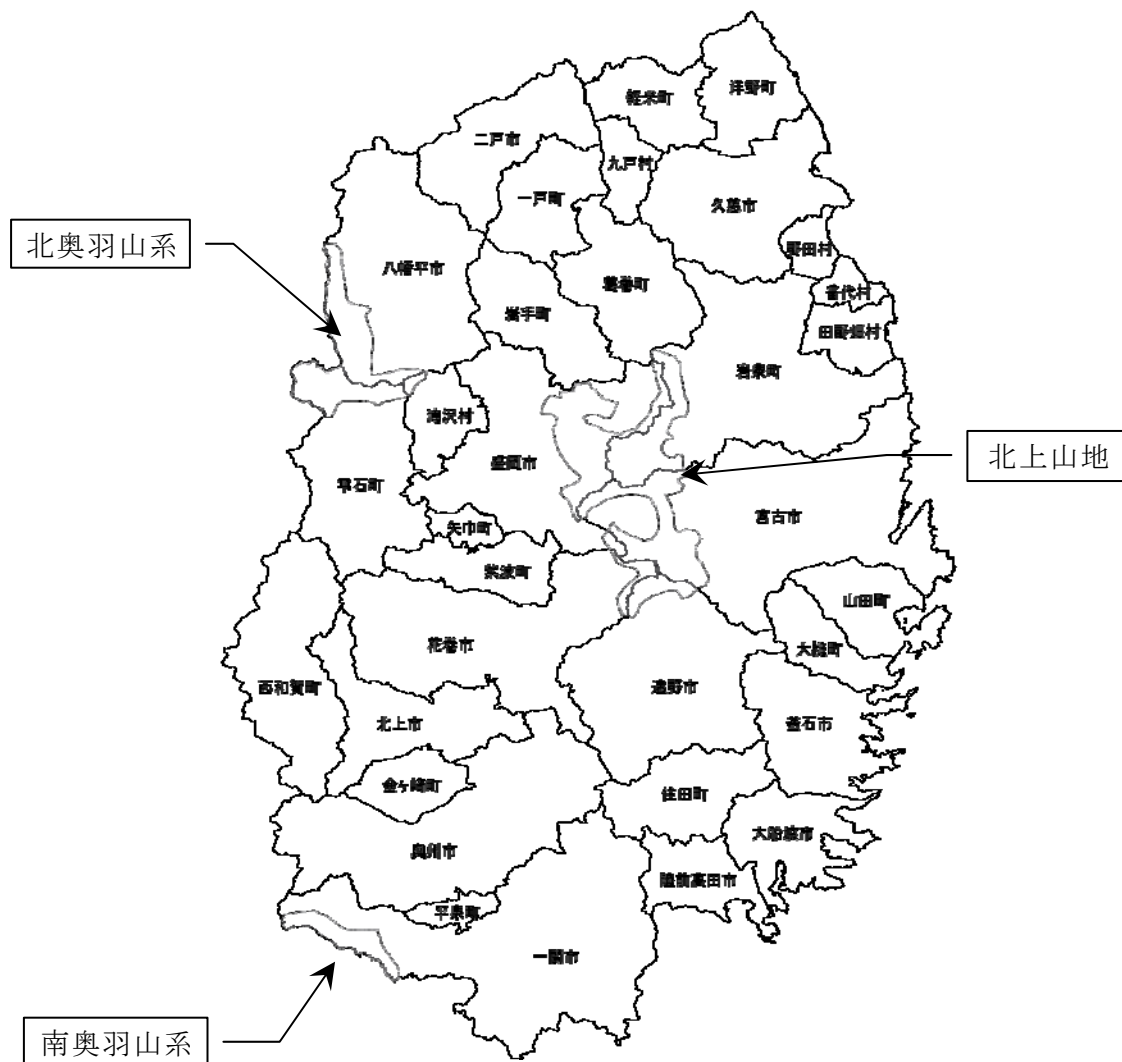 洋野町
軽米町
二戸市
九戸村
一戸町
久慈市
北奥羽山系
野田村
八幡平市
葛巻町
普代村
岩手町
田野畑村
岩泉町
滝沢村
盛岡市
北上山地
雫石町
宮古市
矢巾町
紫波町
山田町
花巻市
大槌町
西和賀町
遠野市
北上市
釜石市
金ヶ崎町
住田町
大船渡市
奥州市
陸前高田市
平泉町
一関市
南奥羽山系